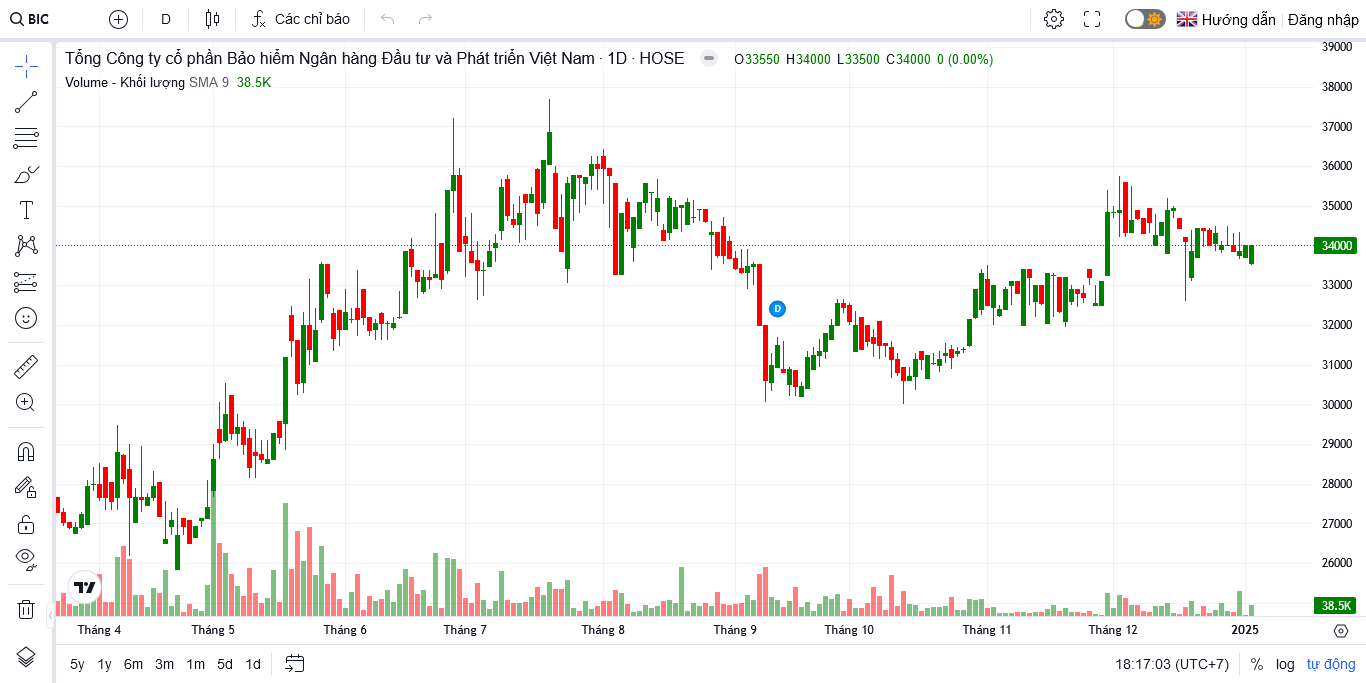 BIC D Các chỉ báo Hướng dẫn Đăng nhập
Tổng Công ty cổ phần Bảo hiểm Ngân hàng Đầu tư và Phát triển Việt Nam · 1D · HOSE O33550 H34000 L33500 C34000 0 (0.00%)
Volume - Khối lượng SMA 9 38.5K
39000
38000
37000
36000
35000
34000
33000
32000
31000
30000
29000
28000
27000
26000
38.5K
D
Tháng 4 Tháng 5 Tháng 6 Tháng 7 Tháng 8 Tháng 9 Tháng 10 Tháng 11 Tháng 12 2025
5y 1y 6m 3m 1m 5d 1d 18:17:03 (UTC+7) % log tự động